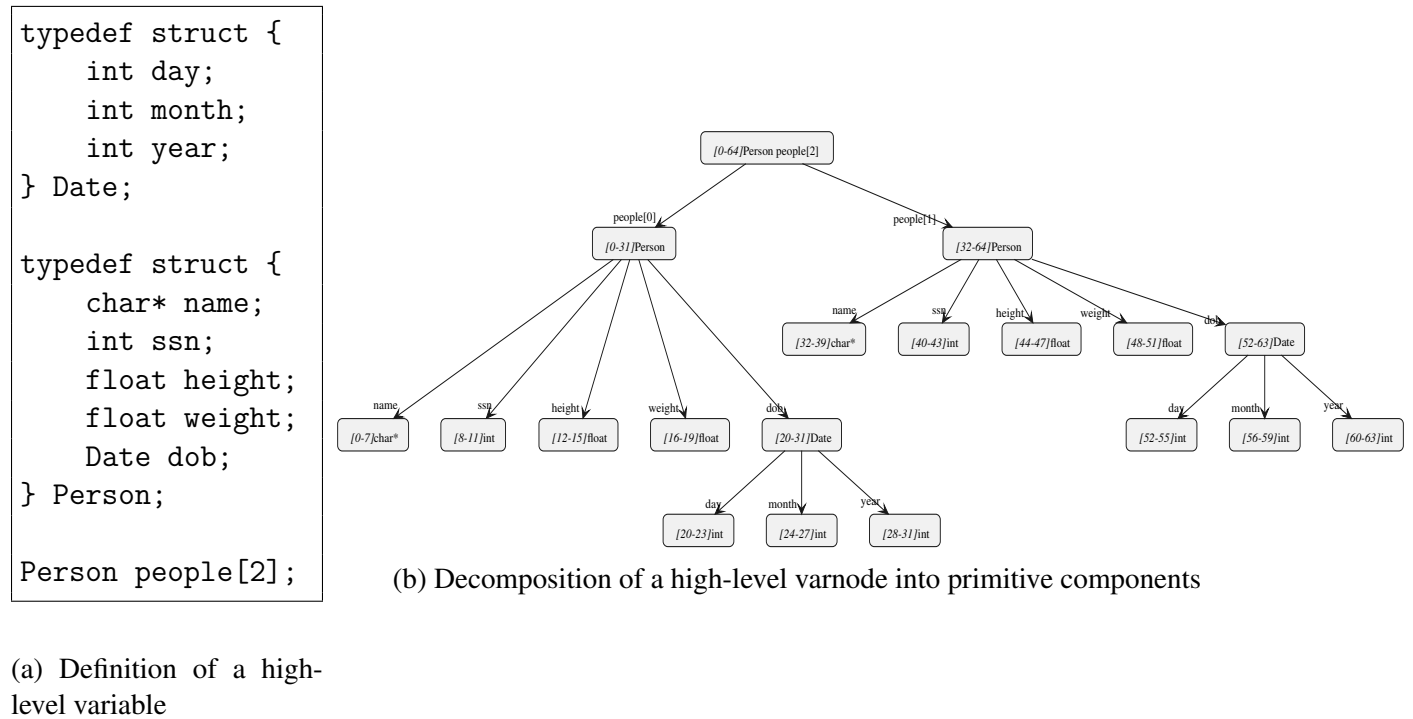 typedef struct {
    int day;
    int month;
    int year;
} Date;

typedef struct {
    char* name;
    int ssn;
    float height;
    float weight;
    Date dob;
} Person;

Person people[2];
(a) Definition of a high-
level variable
[0-64]Person people[2]
people[0]
people[1]
[0-31]Person
[32-64]Person
name
ssn
height
weight
dob
[32-39]char*
[40-43]int
[44-47]float
[48-51]float
[52-63]Date
name
ssn
height
weight
dob
day
month
year
[0-7]char*
[8-11]int
[12-15]float
[16-19]float
[20-31]Date
[52-55]int
[56-59]int
[60-63]int
day
month
year
[20-23]int
[24-27]int
[28-31]int
(b) Decomposition of a high-level varnode into primitive components